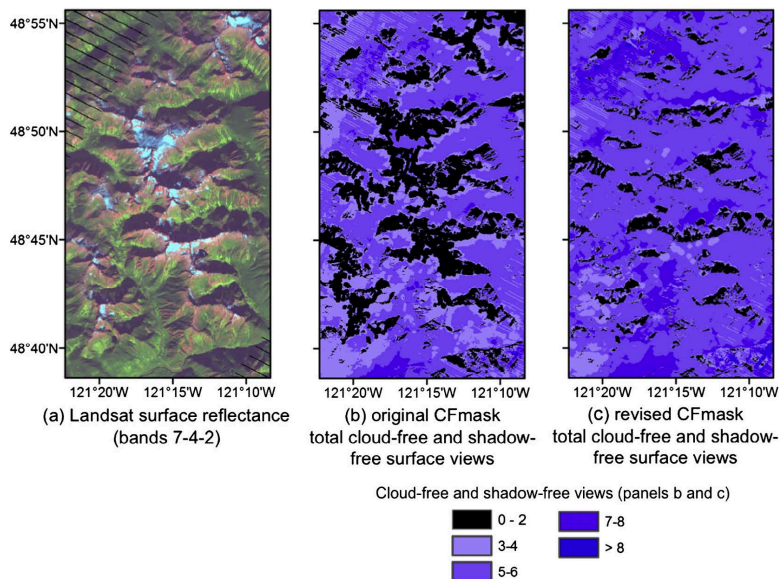 48°55'N
48°50'N
48°45'N
48°40'N
121°20'W 121°15'W 121°10'W
121°20'W 121°15'W 121°10'W
121°20'W 121°15'W 121°10'W
(a) Landsat surface reflectance
(bands 7-4-2)
(b) original CFmask
total cloud-free and shadow-
free surface views
(c) revised CFmask
total cloud-free and shadow-
free surface views
Cloud-free and shadow-free views (panels b and c)
0 - 2
3-4
5-6
7-8
> 8